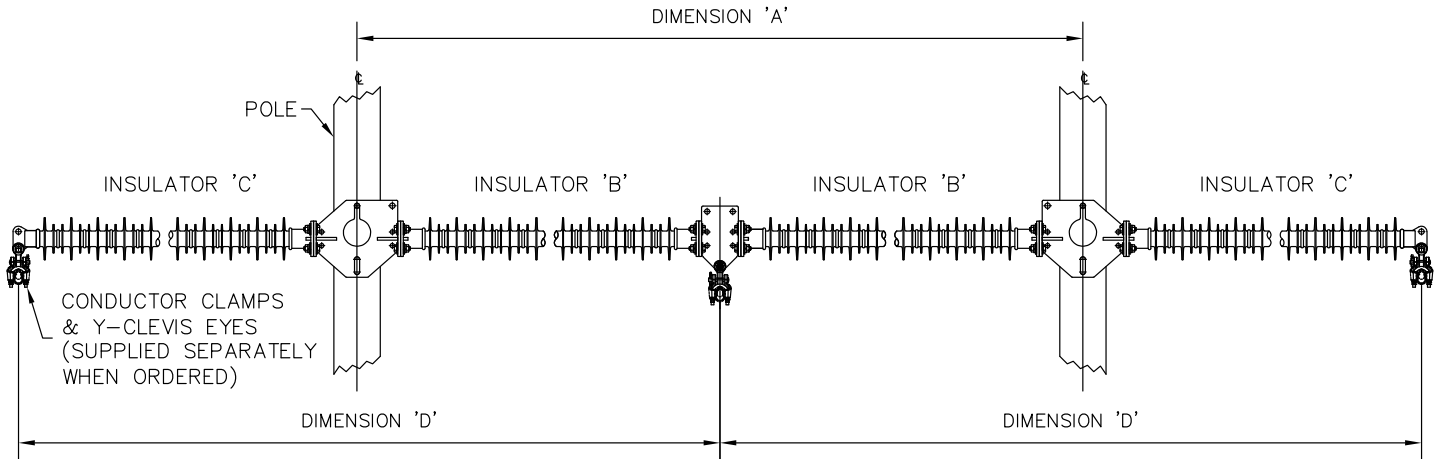 DIMENSION 'A'
℄
℄
POLE
INSULATOR 'C'
INSULATOR 'B'
INSULATOR 'B'
INSULATOR 'C'
CONDUCTOR CLAMPS
& Y-CLEVIS EYES
(SUPPLIED SEPARATELY
WHEN ORDERED)
DIMENSION 'D'
DIMENSION 'D'